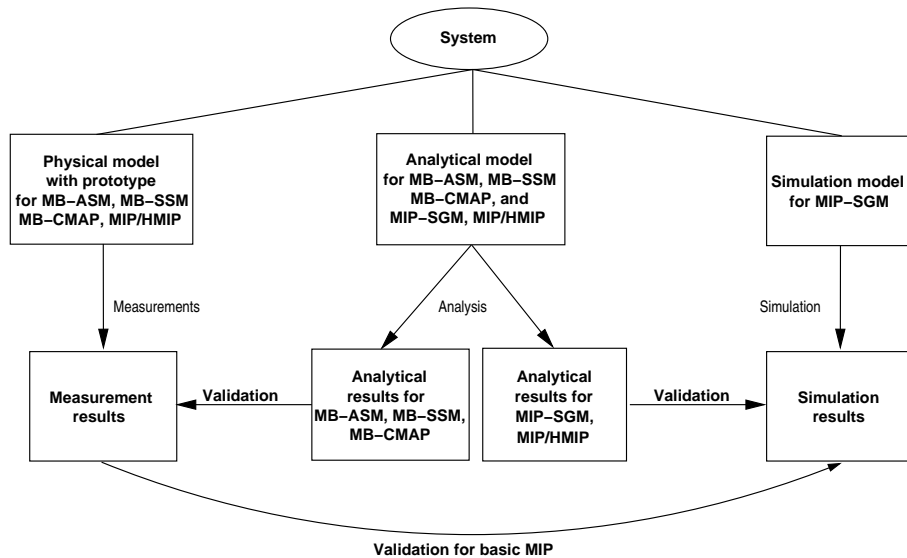 System
Physical model
with prototype
for MB−ASM, MB−SSM
MB−CMAP, MIP/HMIP
Analytical model
for MB−ASM, MB−SSM
MB−CMAP, and
MIP−SGM, MIP/HMIP
Simulation model
for MIP−SGM
Measurements
Analysis
Simulation
Measurement
results
Validation
Analytical
results for
MB−ASM, MB−SSM,
MB−CMAP
Analytical
results for
MIP−SGM,
MIP/HMIP
Validation
Simulation
results
Validation for basic MIP